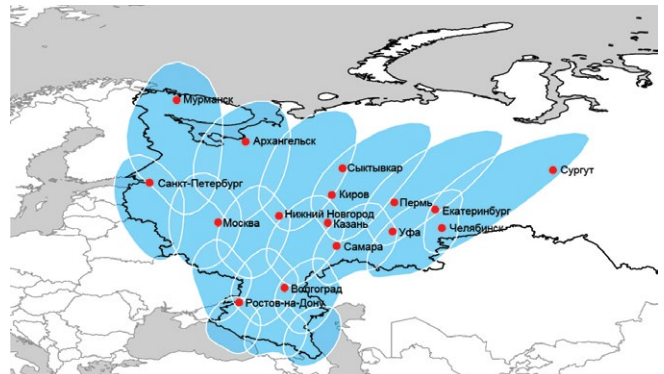 Мурманск
Архангельск
Сыктывкар
Сургут
Санкт-Петербург
Киров
Пермь
Екатеринбург
Нижний Новгород
Москва
Казань
Уфа
Челябинск
Самара
Волгоград
Ростов-на-Дону